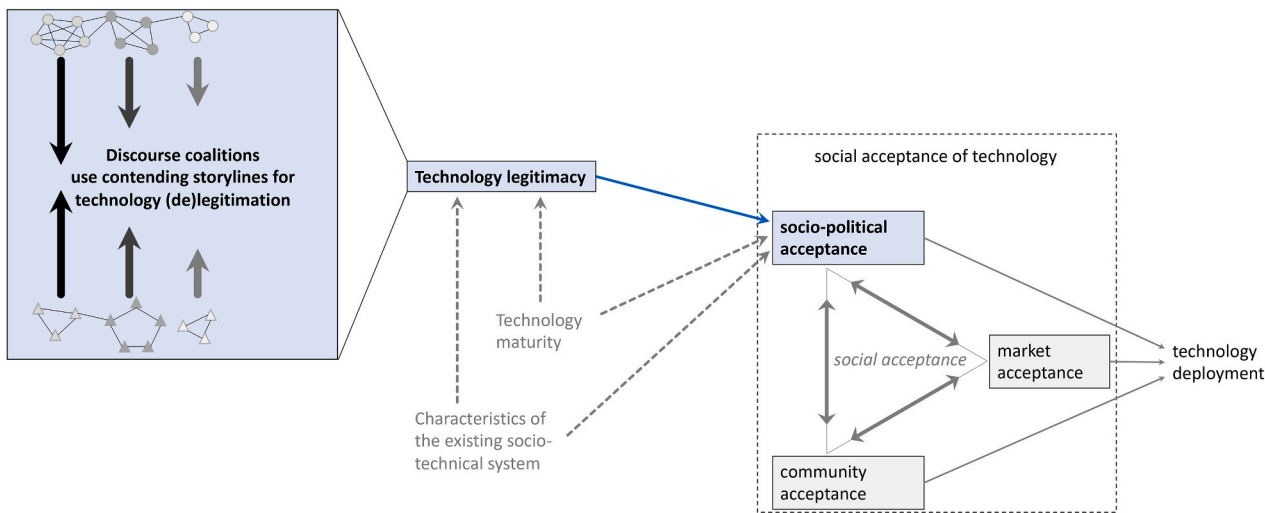 Discourse coalitions
use contending storylines for
technology (de)legitimation
Technology legitimacy
Technology
maturity
Characteristics of
the existing socio-
technical system
social acceptance of technology
socio-political
acceptance
social acceptance
market
acceptance
community
acceptance
technology
deployment